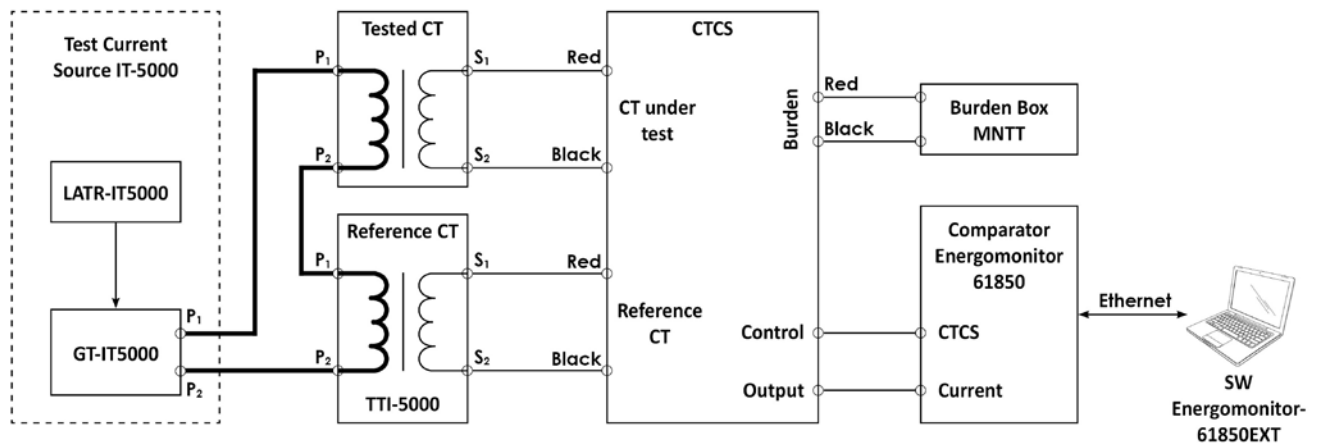 Test Current
Source IT-5000
LATR-IT5000
GT-IT5000
P₁
P₂
Tested CT
P₁
P₂
S₁
S₂
Reference CT
P₁
P₂
S₁
S₂
TTI-5000
CTCS
Red
CT under
test
Black
Red
Reference
CT
Black
Burden
Control
Output
Red
Black
Burden Box
MNTT
Comparator
Energomonitor
61850
CTCS
Current
Ethernet
SW
Energomonitor-
61850EXT